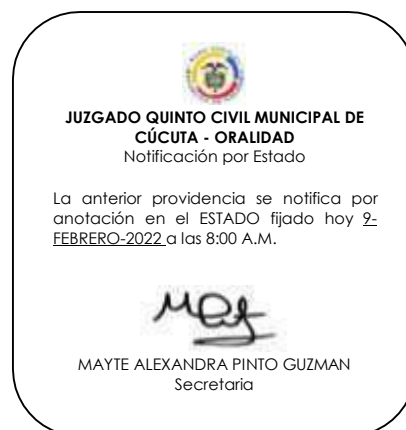 JUZGADO QUINTO CIVIL MUNICIPAL DE
CÚCUTA - ORALIDAD
Notificación por Estado
La anterior providencia se notifica por
anotación en el ESTADO fijado hoy 9-
FEBRERO-2022 a las 8:00 A.M.
MAYTE ALEXANDRA PINTO GUZMAN
Secretaria